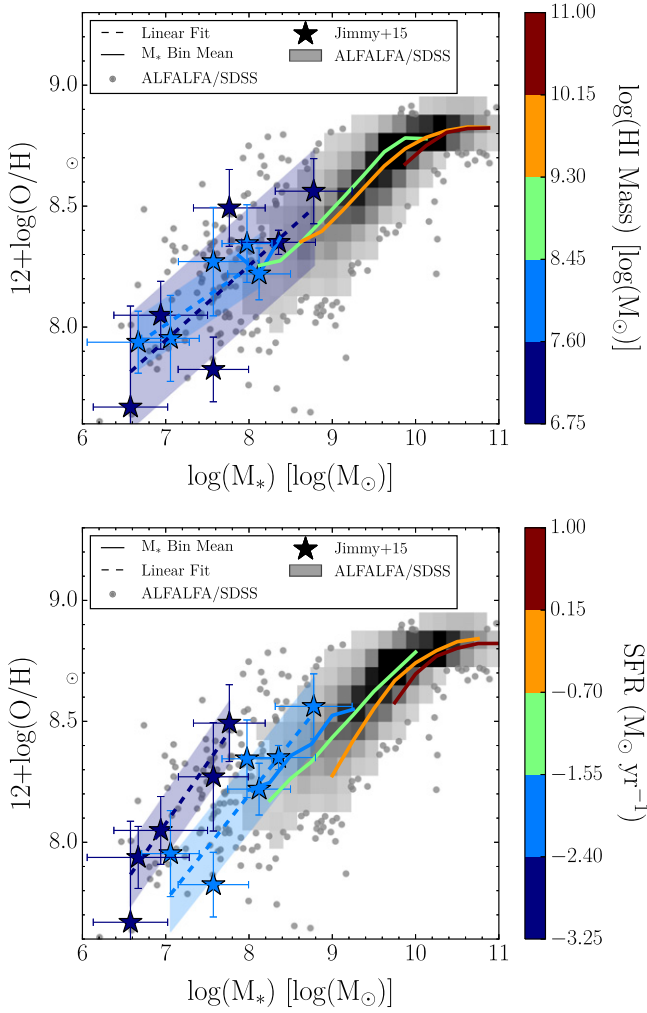 Linear Fit
M* Bin Mean
ALFALFA/SDSS
Jimmy+15
ALFALFA/SDSS
9.0
8.5
8.0
12+log(O/H)⊙
6 7 8 9 10 11
log(M*) [log(M⊙)]
11.00
10.15
9.30
8.45
7.60
6.75
log(HI Mass) [log(M⊙)]
M* Bin Mean
Linear Fit
ALFALFA/SDSS
Jimmy+15
ALFALFA/SDSS
9.0
8.5
8.0
12+log(O/H)⊙
6 7 8 9 10 11
log(M*) [log(M⊙)]
1.00
0.15
−0.70
−1.55
−2.40
−3.25
SFR (M⊙ yr−1)